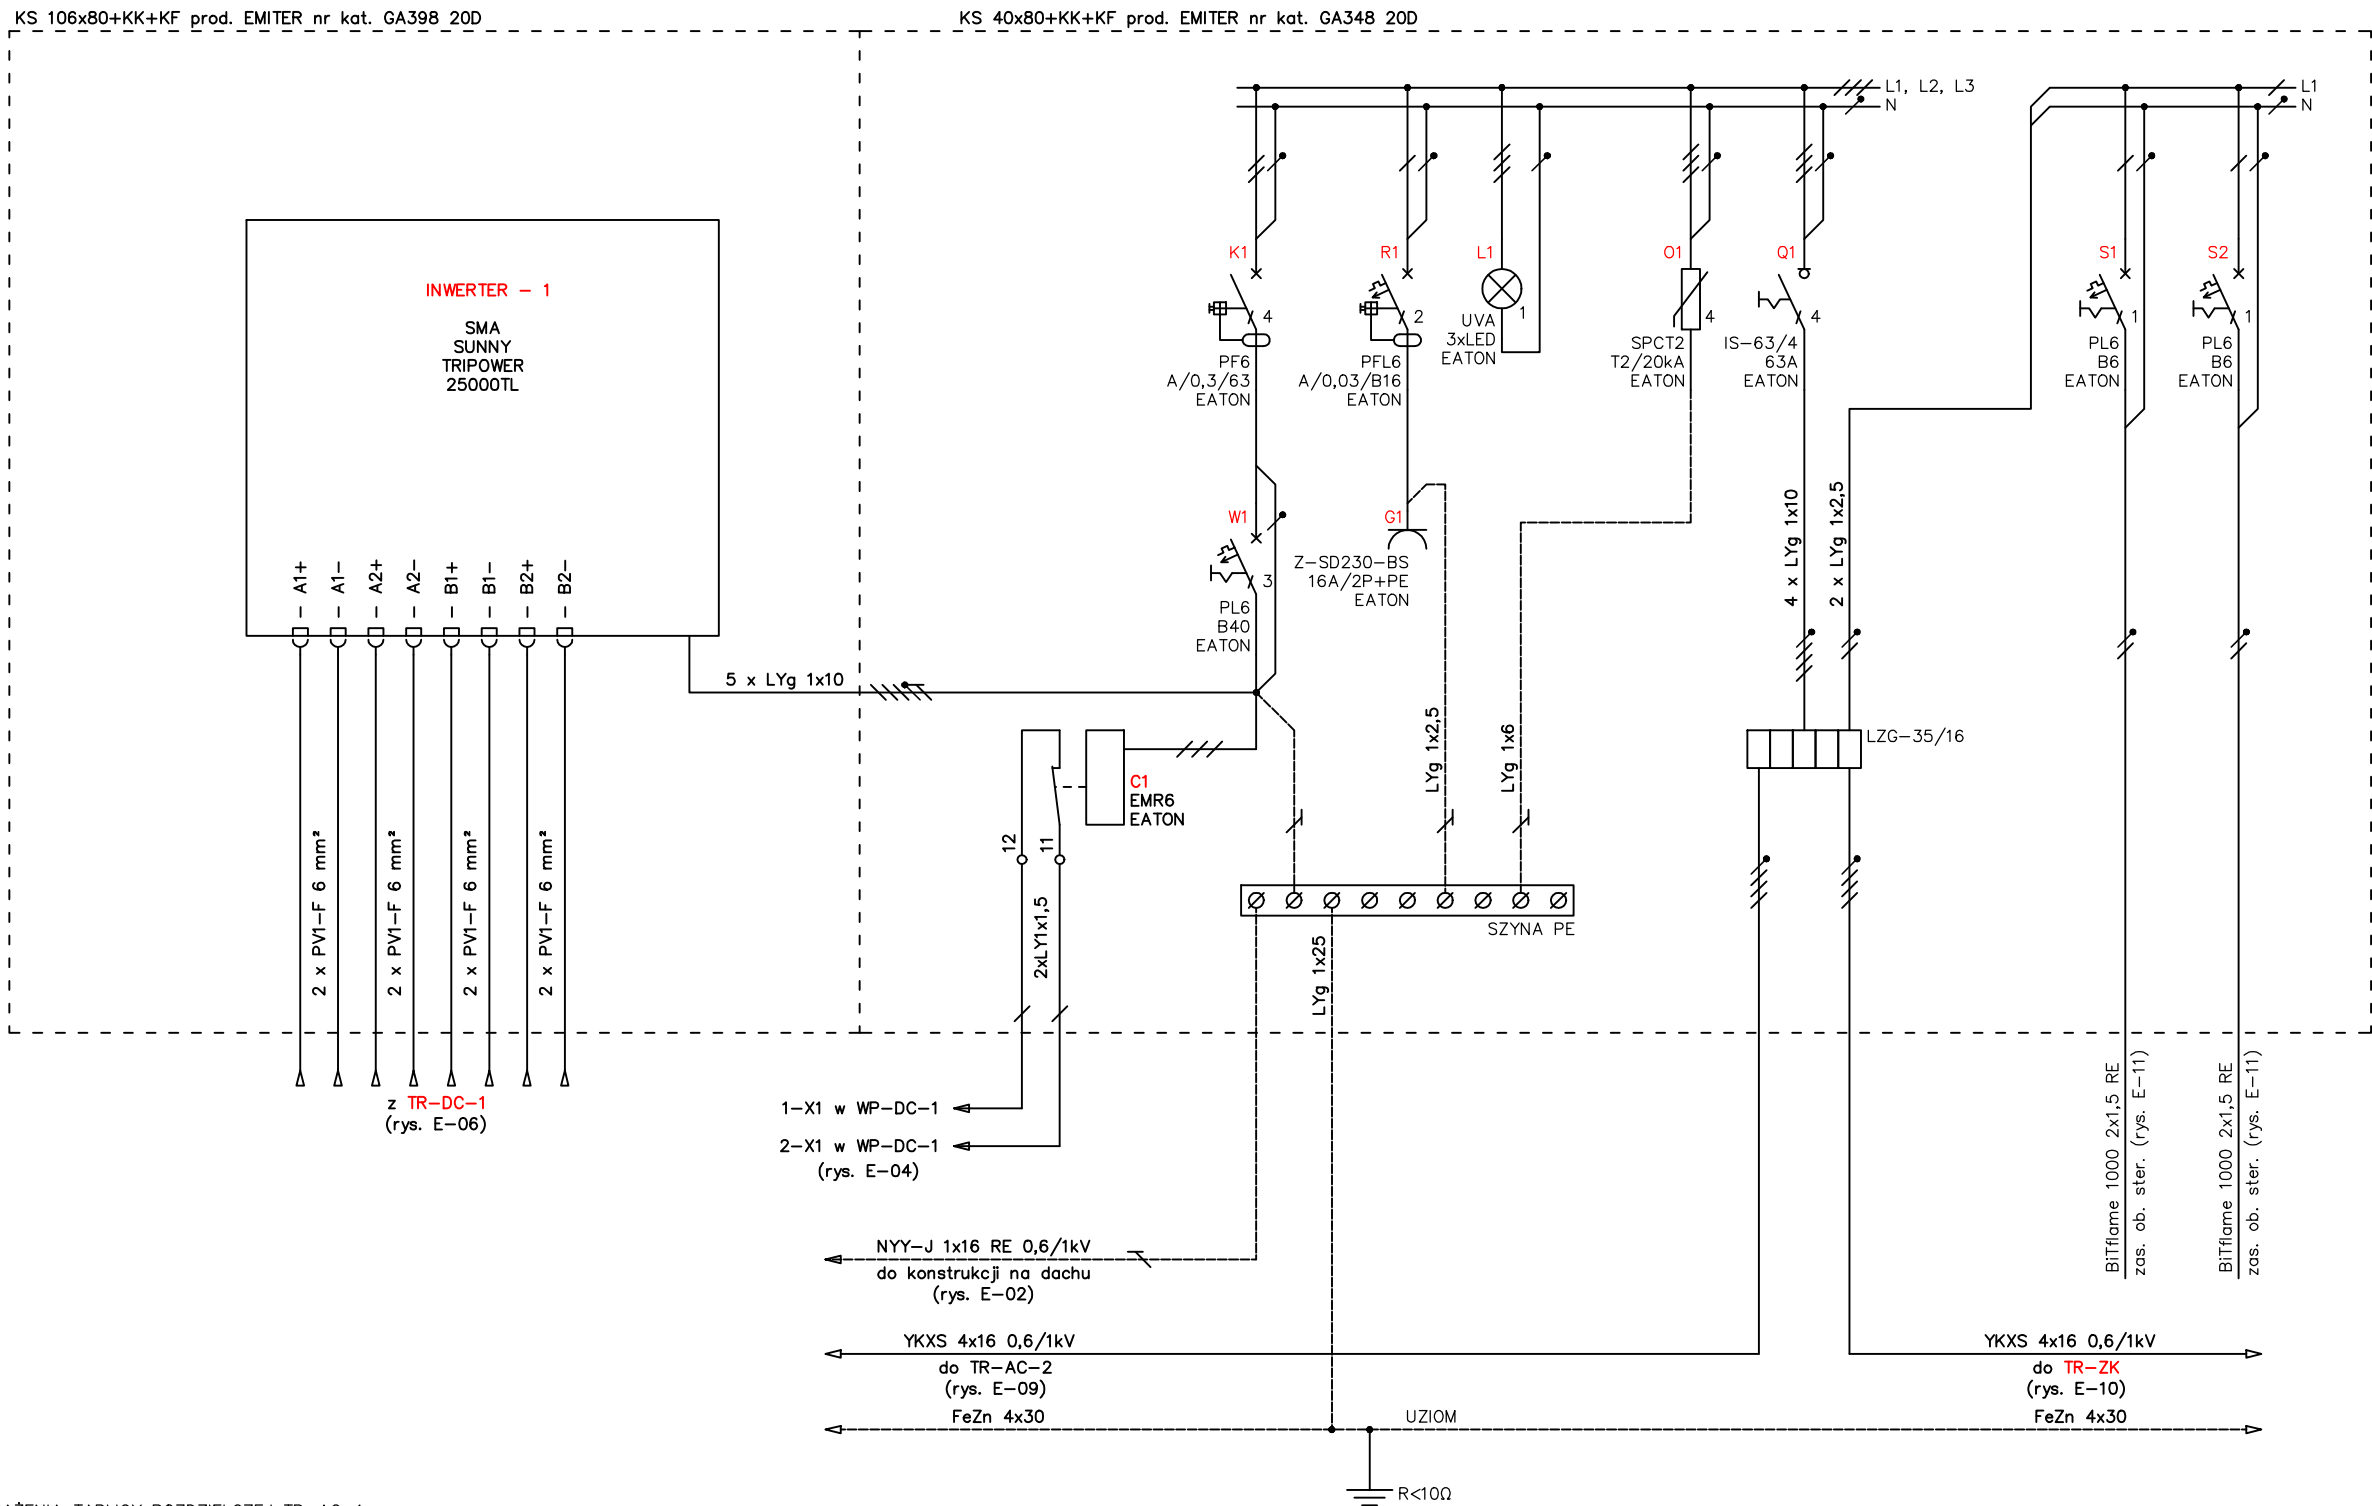 KS 106x80+KK+KF prod. EMITER nr kat. GA398 20D
KS 40x80+KK+KF prod. EMITER nr kat. GA348 20D
L1, L2, L3
N
L1
N
INWERTER - 1
SMA
SUNNY
TRIPOWER
25000TL
A1+
A1-
A2+
A2-
B1+
B1-
B2+
B2-
K1
4
PF6
A/0,3/63
EATON
R1
2
PFL6
A/0,03/B16
EATON
L1
1
UVA
3xLED
EATON
O1
4
SPCT2
T2/20kA
EATON
Q1
4
IS-63/4
63A
EATON
S1
1
PL6
B6
EATON
S2
1
PL6
B6
EATON
W1
3
PL6
B40
EATON
G1
Z-SD230-BS
16A/2P+PE
EATON
4 x LYg 1x10
2 x LYg 1x2,5
5 x LYg 1x10
LYg 1x2,5
LYg 1x6
LZG-35/16
C1
EMR6
EATON
12
11
2xLY1x1,5
SZYNA PE
LYg 1x25
2 x PV1-F 6 mm²
2 x PV1-F 6 mm²
2 x PV1-F 6 mm²
2 x PV1-F 6 mm²
z TR-DC-1
(rys. E-06)
1-X1 w WP-DC-1
2-X1 w WP-DC-1
(rys. E-04)
BiTflame 1000 2x1,5 RE
zas. ob. ster. (rys. E-11)
BiTflame 1000 2x1,5 RE
zas. ob. ster. (rys. E-11)
NYY-J 1x16 RE 0,6/1kV
do konstrukcji na dachu
(rys. E-02)
YKXS 4x16 0,6/1kV
do TR-AC-2
(rys. E-09)
YKXS 4x16 0,6/1kV
do TR-ZK
(rys. E-10)
FeZn 4x30
UZIOM
FeZn 4x30
R<10Ω